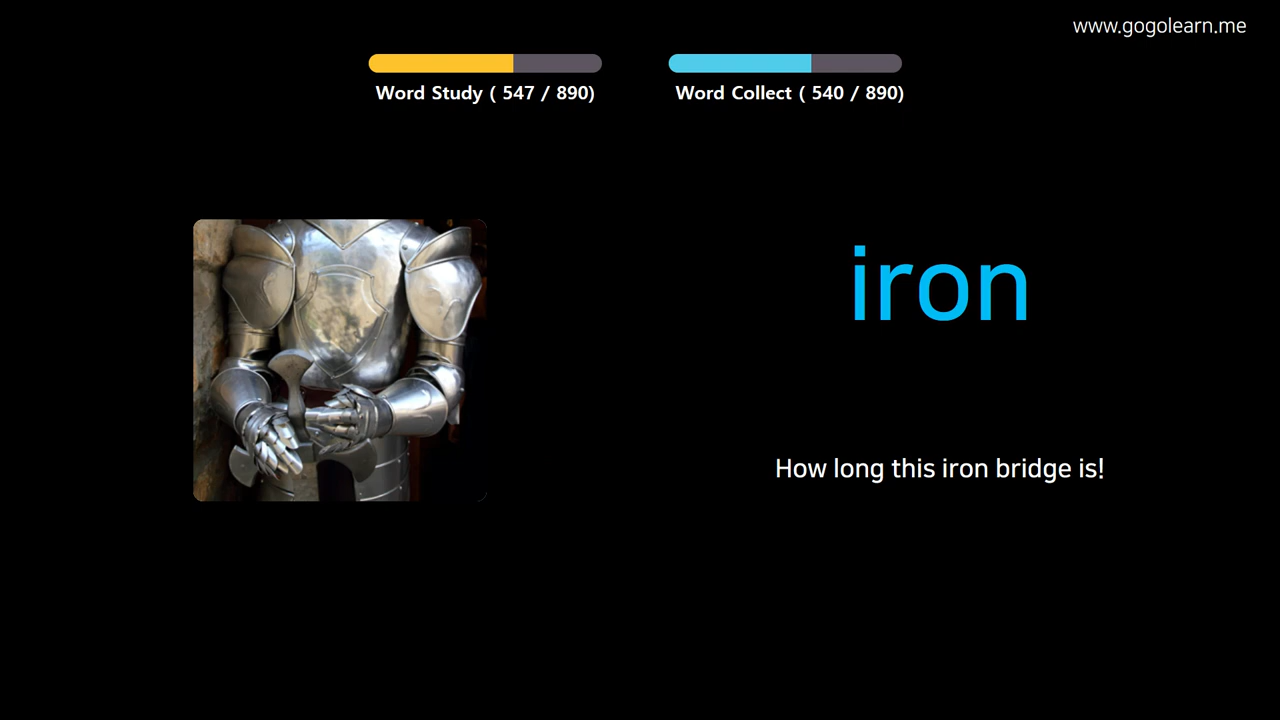 www.gogolearn.me
Word Study ( 547 / 890)
Word Collect ( 540 / 890)
iron
How long this iron bridge is!